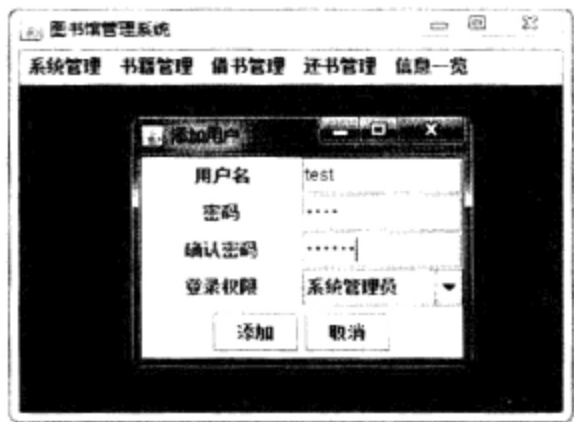 图书馆管理系统
系统管理 书籍管理 借书管理 还书管理 信息一览
添加用户
用户名 test
密码 ····
确认密码 ······
登录权限 系统管理员
添加 取消